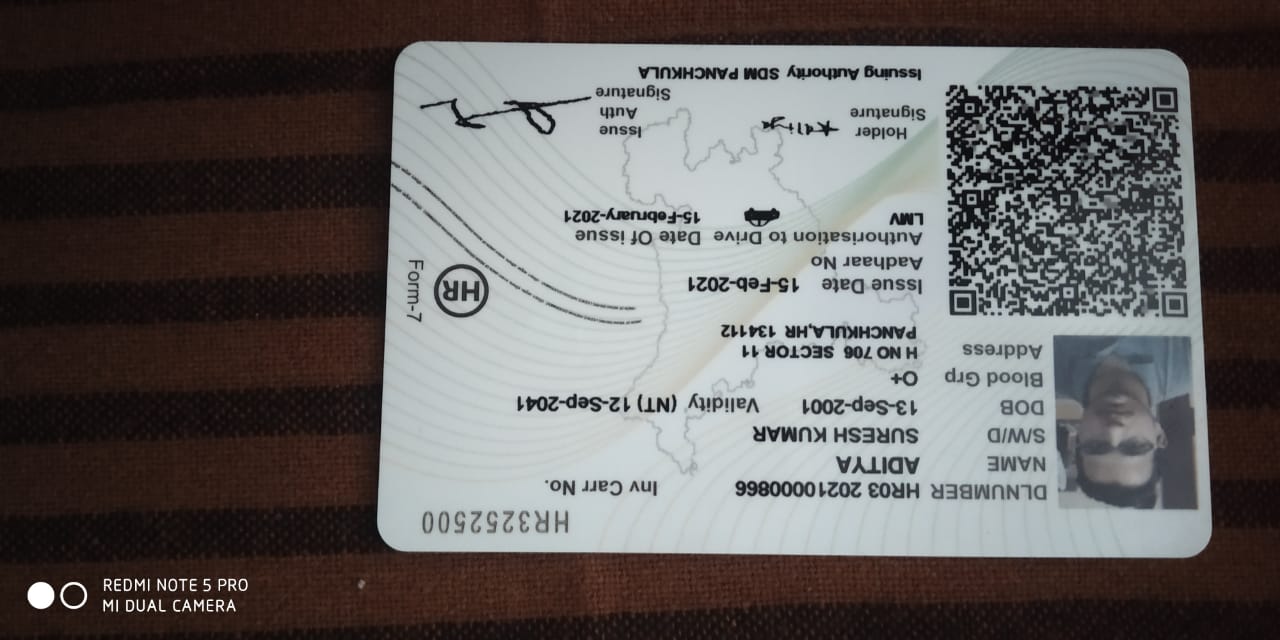 HR3252500
DLNUMBER HR03 20210000866 Inv Carr No.
NAME ADITYA
S/W/D SURESH KUMAR
DOB 13-Sep-2001 Validity (NT) 12-Sep-2041
Blood Grp O+
Address H NO 706 SECTOR 11
PANCHKULA,HR 134112
Issue Date 15-Feb-2021
Aadhaar No
Authorisation to Drive Date Of issue
LMV 15-February-2021
HR
Form-7
Holder
Signature
Issue
Auth
Signature
Issuing Authority SDM PANCHKULA
REDMI NOTE 5 PRO
MI DUAL CAMERA